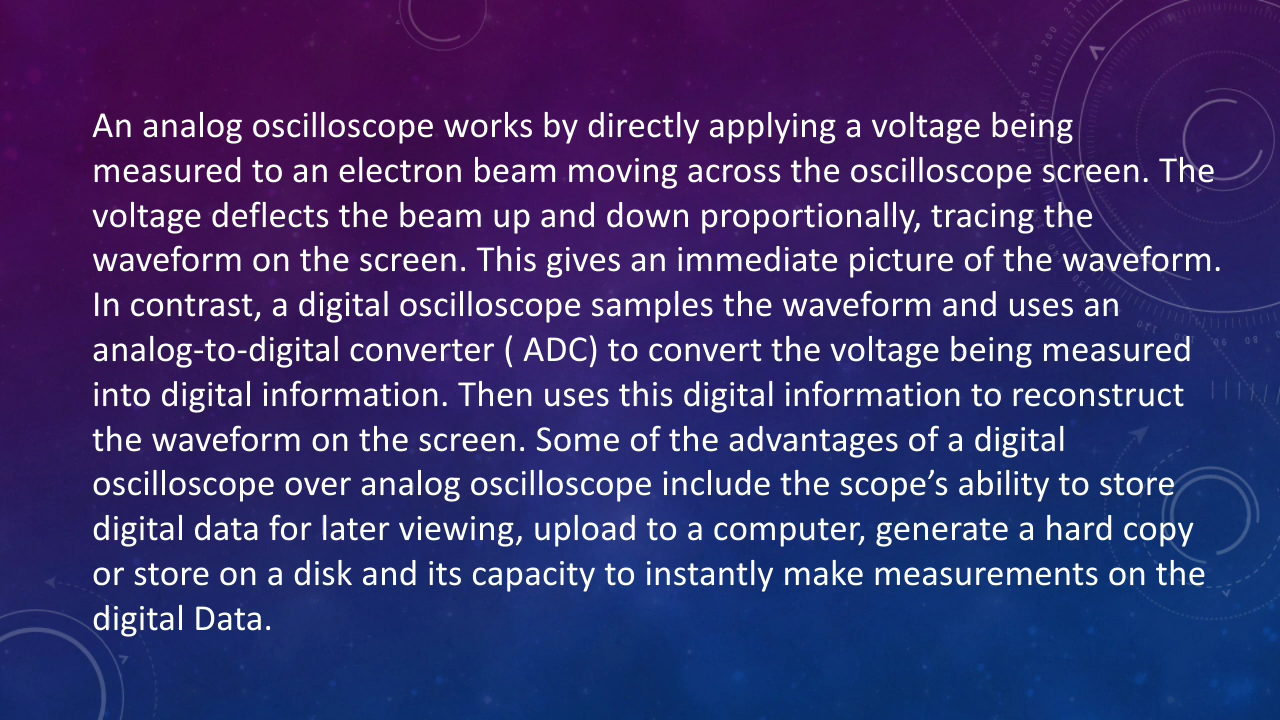 An analog oscilloscope works by directly applying a voltage being
measured to an electron beam moving across the oscilloscope screen. The
voltage deflects the beam up and down proportionally, tracing the
waveform on the screen. This gives an immediate picture of the waveform.
In contrast, a digital oscilloscope samples the waveform and uses an
analog-to-digital converter ( ADC) to convert the voltage being measured
into digital information. Then uses this digital information to reconstruct
the waveform on the screen. Some of the advantages of a digital
oscilloscope over analog oscilloscope include the scope’s ability to store
digital data for later viewing, upload to a computer, generate a hard copy
or store on a disk and its capacity to instantly make measurements on the
digital Data.